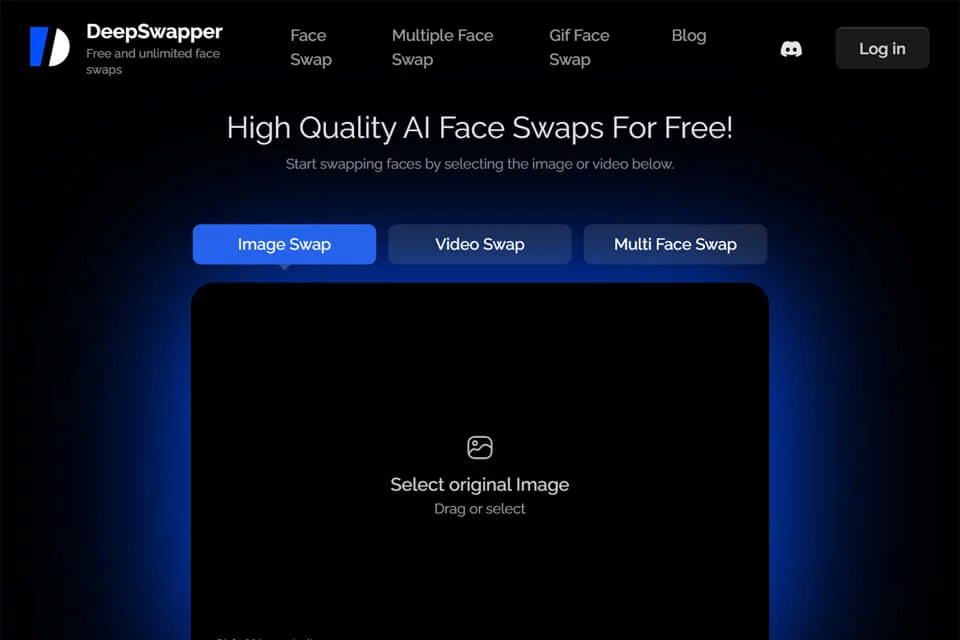 DeepSwapper
Free and unlimited face
swaps
Face
Swap
Multiple Face
Swap
Gif Face
Swap
Blog
Log in
High Quality AI Face Swaps For Free!
Start swapping faces by selecting the image or video below.
Image Swap
Video Swap
Multi Face Swap
Select original Image
Drag or select